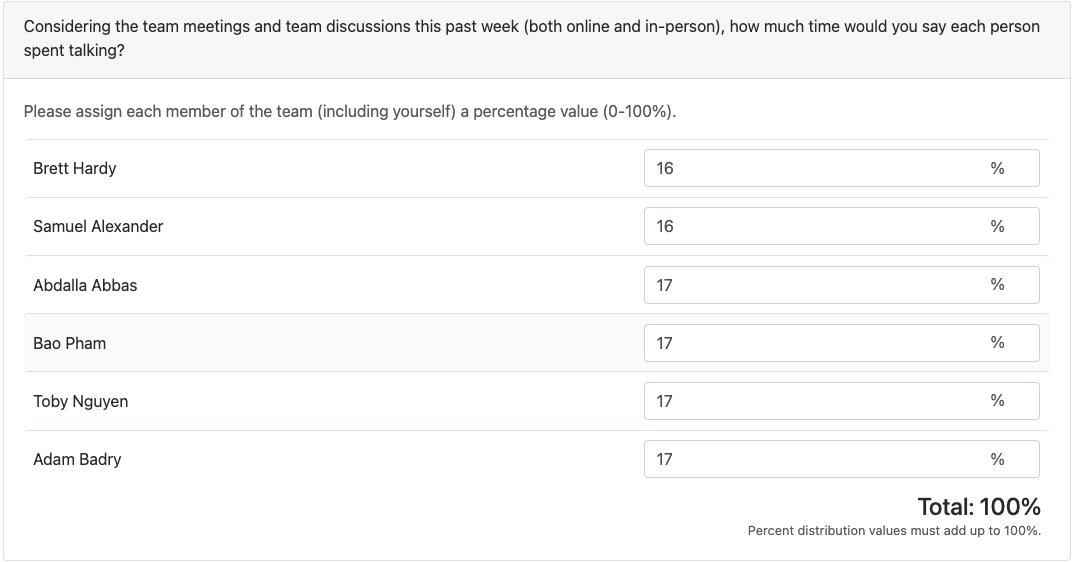 Considering the team meetings and team discussions this past week (both online and in-person), how much time would you say each person
spent talking?
Please assign each member of the team (including yourself) a percentage value (0-100%).
Brett Hardy 16 %
Samuel Alexander 16 %
Abdalla Abbas 17 %
Bao Pham 17 %
Toby Nguyen 17 %
Adam Badry 17 %
Total: 100%
Percent distribution values must add up to 100%.